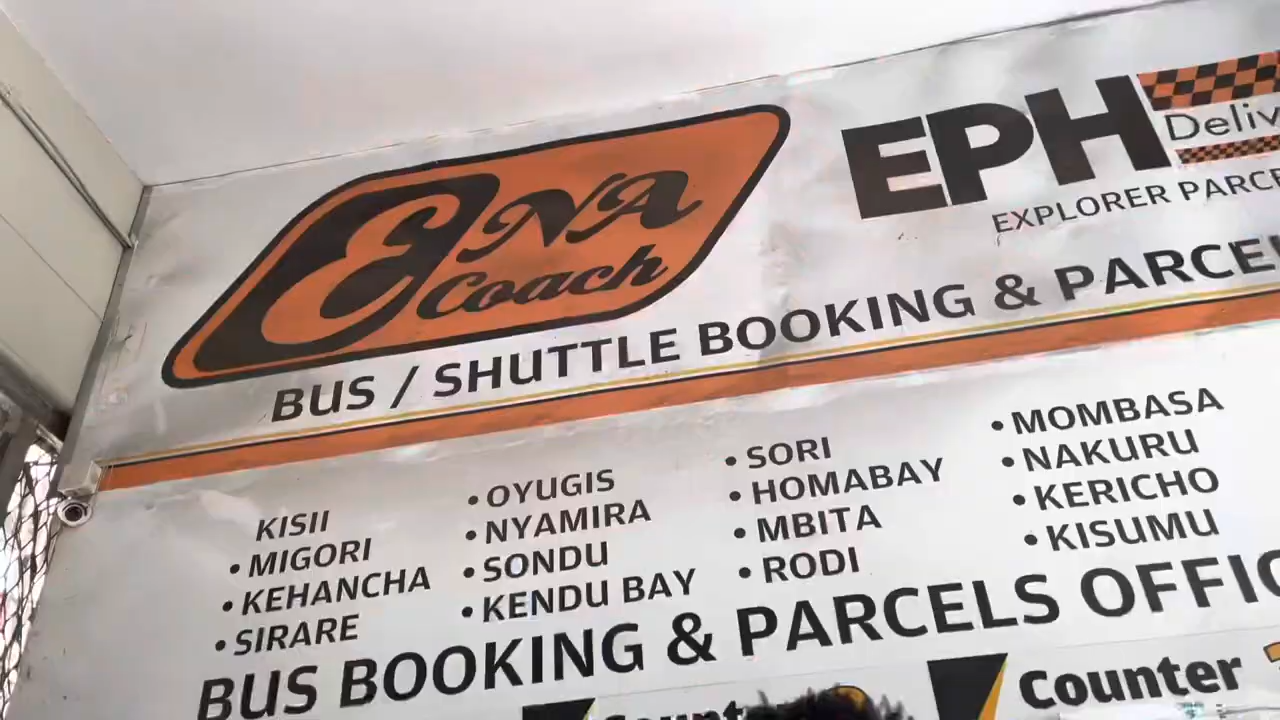 ENA
Coach
EPH
Deliv
EXPLORER PARCE
BUS / SHUTTLE BOOKING & PARCEL
KISII
• MIGORI
• KEHANCHA
• SIRARE
• OYUGIS
• NYAMIRA
• SONDU
• KENDU BAY
• SORI
• HOMABAY
• MBITA
• RODI
• MOMBASA
• NAKURU
• KERICHO
• KISUMU
BUS BOOKING & PARCELS OFFIC
Counter